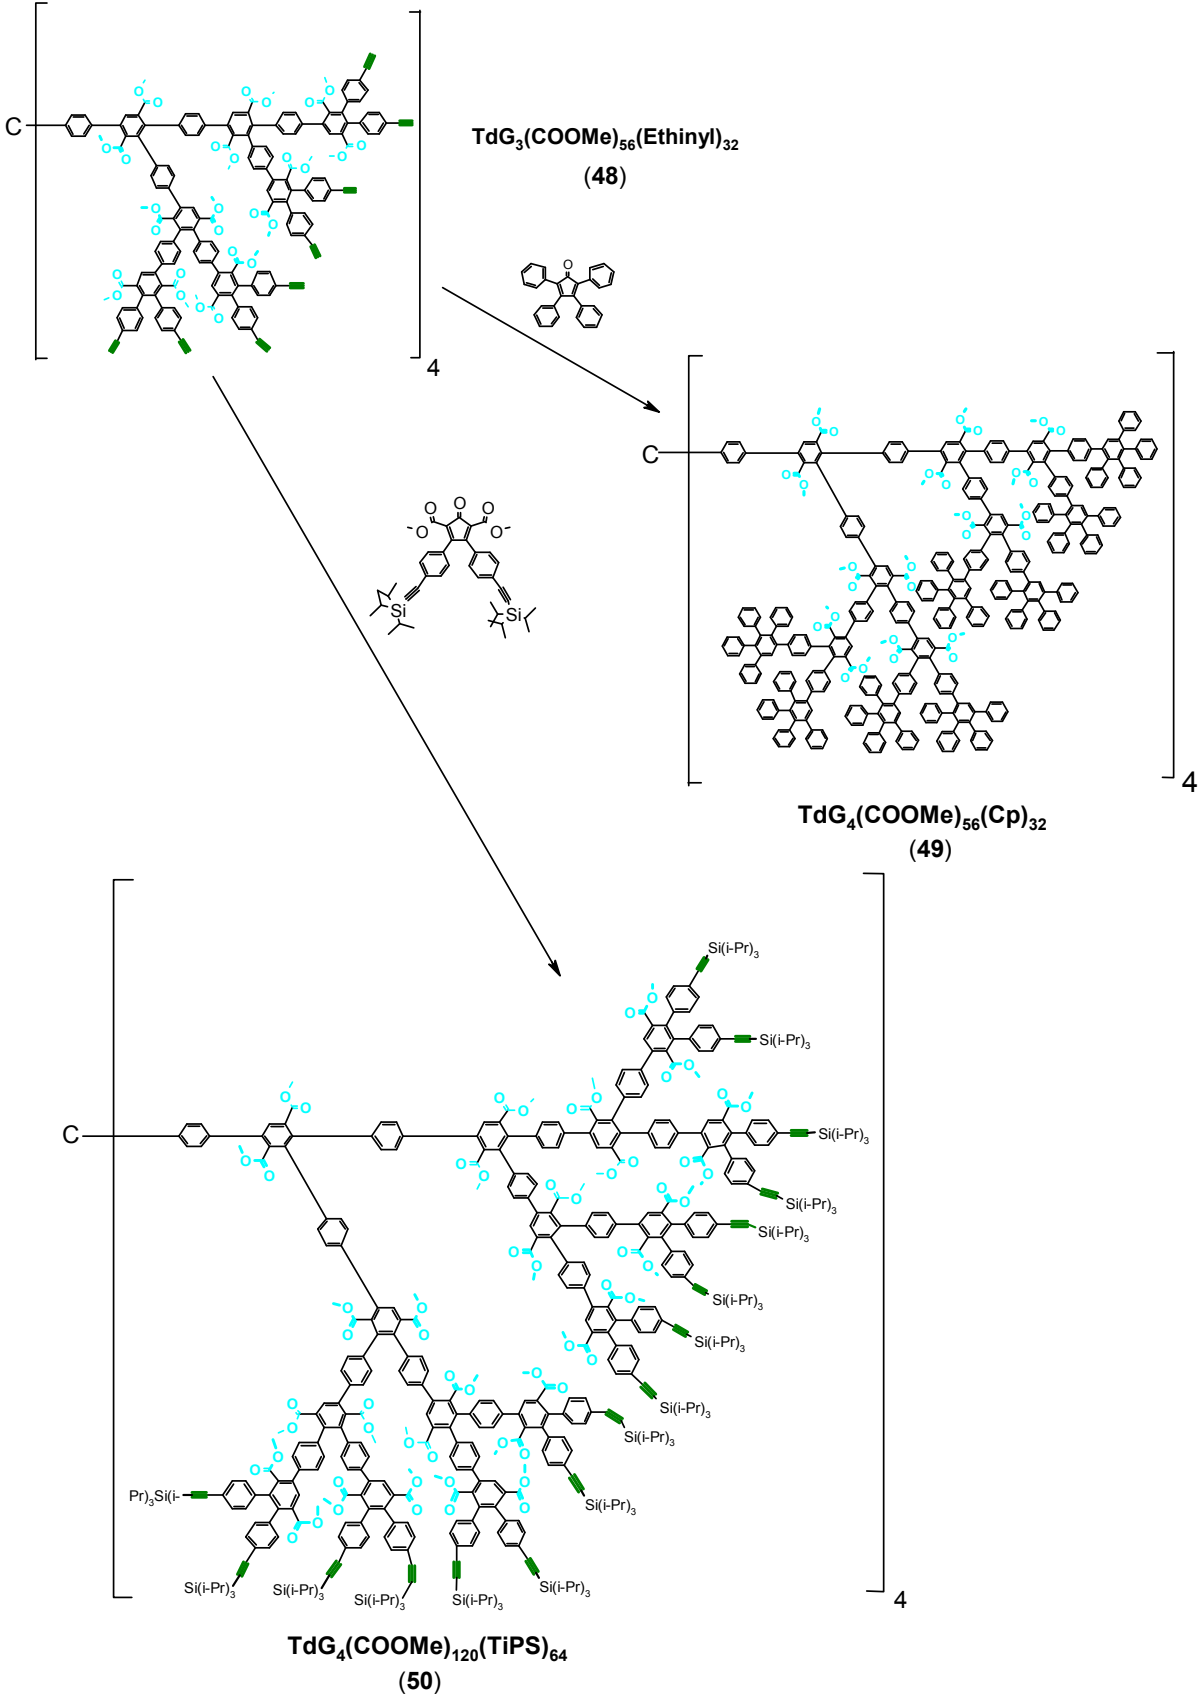 C
4
TdG3(COOMe)56(Ethinyl)32
(48)
C
4
TdG4(COOMe)56(Cp)32
(49)
O
O O O
O O
Si
Si
C
Si(i-Pr)3
Si(i-Pr)3
Si(i-Pr)3
Si(i-Pr)3
Si(i-Pr)3
Si(i-Pr)3
Si(i-Pr)3
Si(i-Pr)3
Si(i-Pr)3
Si(i-Pr)3
Pr)3Si(i-
Si(i-Pr)3
Si(i-Pr)3
Si(i-Pr)3
Si(i-Pr)3
Si(i-Pr)3
4
TdG4(COOMe)120(TiPS)64
(50)